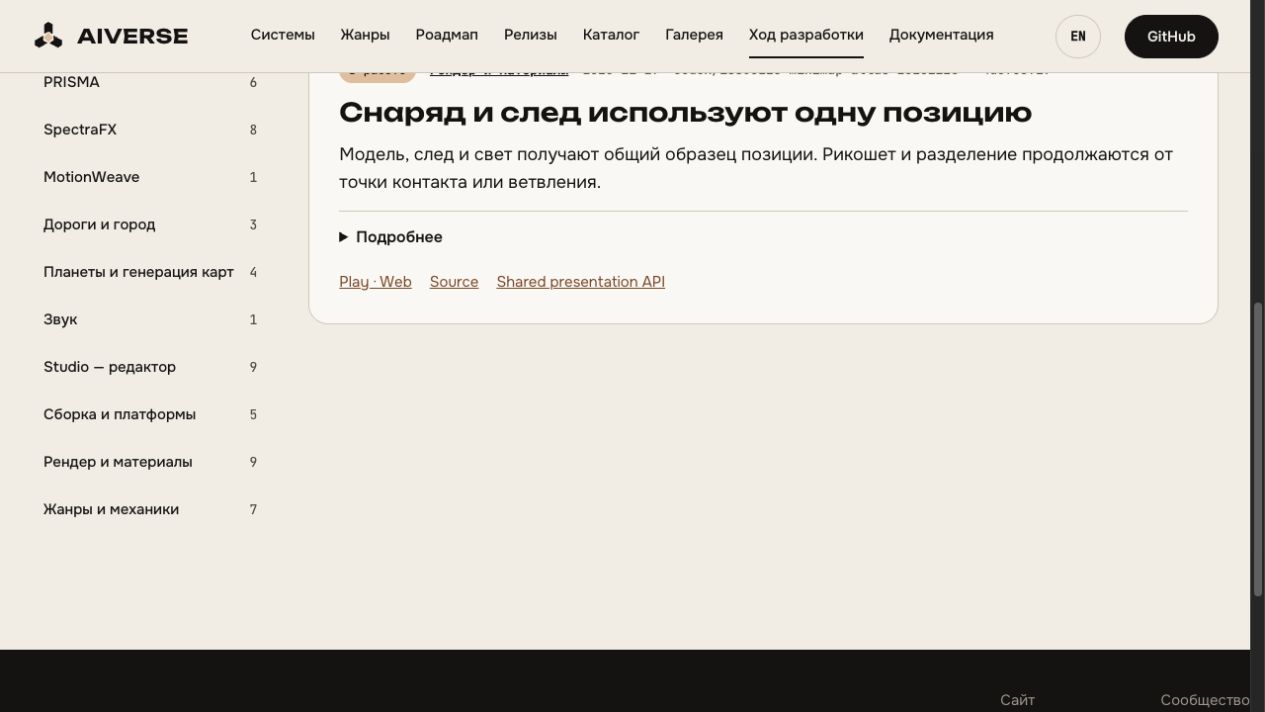 AIVERSE
Системы
Жанры
Роадмап
Релизы
Каталог
Галерея
Ход разработки
Документация
EN
GitHub
PRISMA 6
SpectraFX 8
MotionWeave 1
Дороги и город 3
Планеты и генерация карт 4
Звук 1
Studio — редактор 9
Сборка и платформы 5
Рендер и материалы 9
Жанры и механики 7
Снаряд и след используют одну позицию
Модель, след и свет получают общий образец позиции. Рикошет и разделение продолжаются от
точки контакта или ветвления.
Подробнее
Play · Web Source Shared presentation API
Сайт
Сообщество